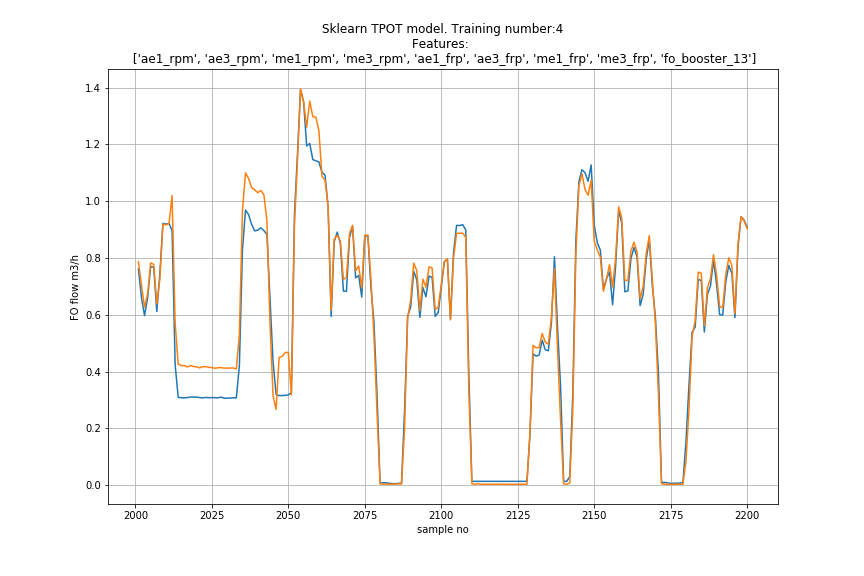 Sklearn TPOT model. Training number:4
Features:
['ae1_rpm', 'ae3_rpm', 'me1_rpm', 'me3_rpm', 'ae1_frp', 'ae3_frp', 'me1_frp', 'me3_frp', 'fo_booster_13']
FO flow m3/h
1.4
1.2
1.0
0.8
0.6
0.4
0.2
0.0
2000 2025 2050 2075 2100 2125 2150 2175 2200
sample no